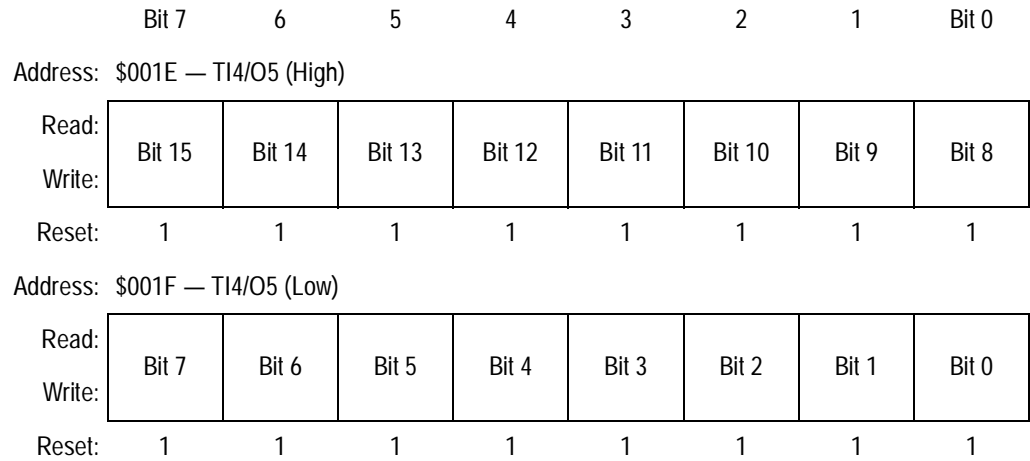 Bit 7 6 5 4 3 2 1 Bit 0
Address: $001E — TI4/O5 (High)
Read:
Bit 15 Bit 14 Bit 13 Bit 12 Bit 11 Bit 10 Bit 9 Bit 8
Write:
Reset: 1 1 1 1 1 1 1 1
Address: $001F — TI4/O5 (Low)
Read:
Bit 7 Bit 6 Bit 5 Bit 4 Bit 3 Bit 2 Bit 1 Bit 0
Write:
Reset: 1 1 1 1 1 1 1 1